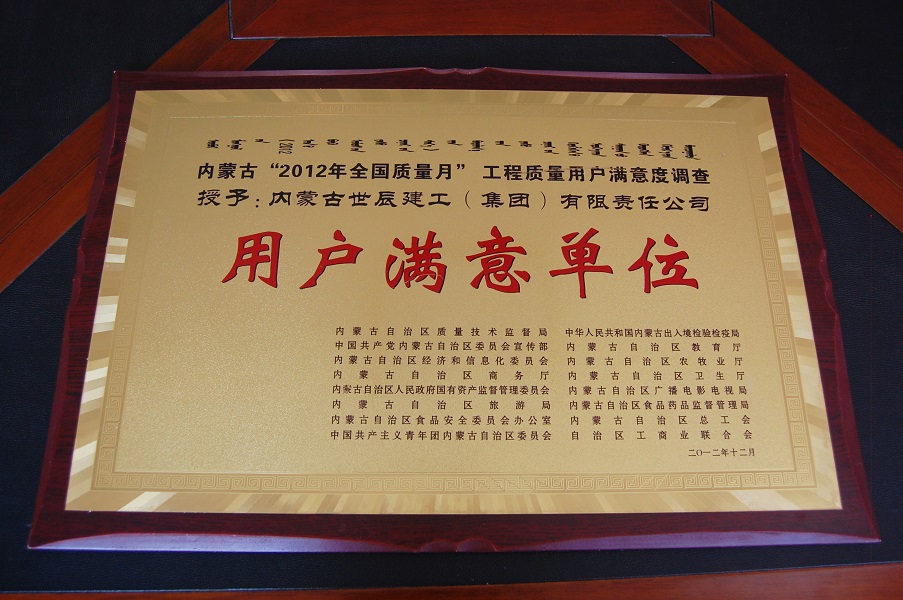 内蒙古“2012年全国质量月” 工程质量用户满意度调查
授予：内蒙古世辰建工（集团）有限责任公司
用户满意单位
内蒙古自治区质量技术监督局
中国共产党内蒙古自治区委员会宣传部
内蒙古自治区经济和信息化委员会
内蒙古自治区商务厅
内蒙古自治区人民政府国有资产监督管理委员会
内蒙古自治区旅游局
内蒙古自治区食品安全委员会办公室
中国共产主义青年团内蒙古自治区委员会
中华人民共和国内蒙古出入境检验检疫局
内蒙古自治区教育厅
内蒙古自治区农牧业厅
内蒙古自治区卫生厅
内蒙古自治区广播电影电视局
内蒙古自治区食品药品监督管理局
内蒙古自治区总工会
自治区工商业联合会
二〇一二年十二月